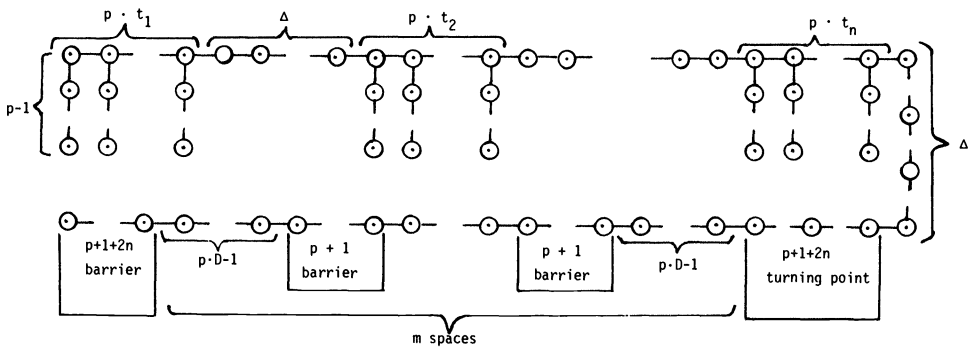 p · t₁
Δ
p · t₂
p · tₙ
p-1
Δ
p+1+2n
barrier
p·D-1
p + 1
barrier
p + 1
barrier
p·D-1
p+1+2n
turning point
m spaces